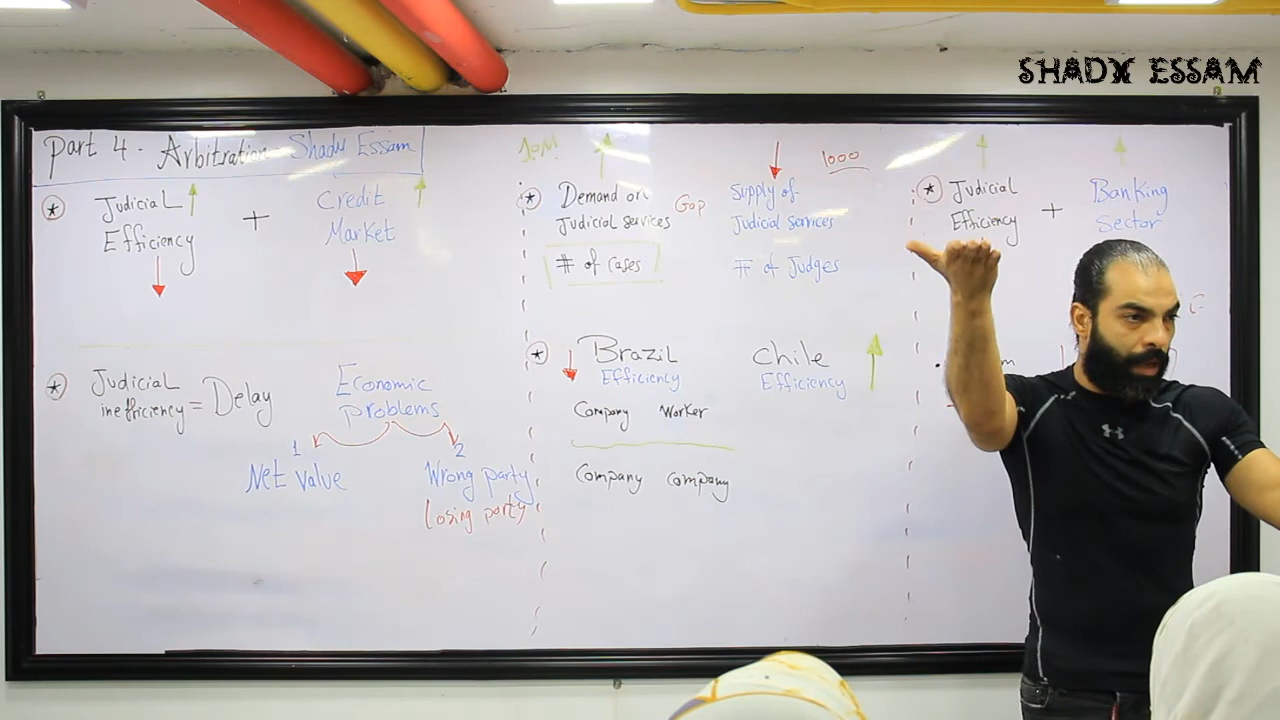 SHADY ESSAM
Part 4 - Arbitration - Shady Essam
Judicial
Efficiency
+
Credit
Market
Judicial
inefficiency = Delay
Economic
problems
1
Net Value
2
Wrong party
losing party
10M
Demand on
Judicial services
# of cases
Gap
1000
Supply of
Judicial services
# of Judges
Brazil
Efficiency
Company Worker
Company company
Chile
Efficiency
Judicial
Efficiency
+
Banking
Sector